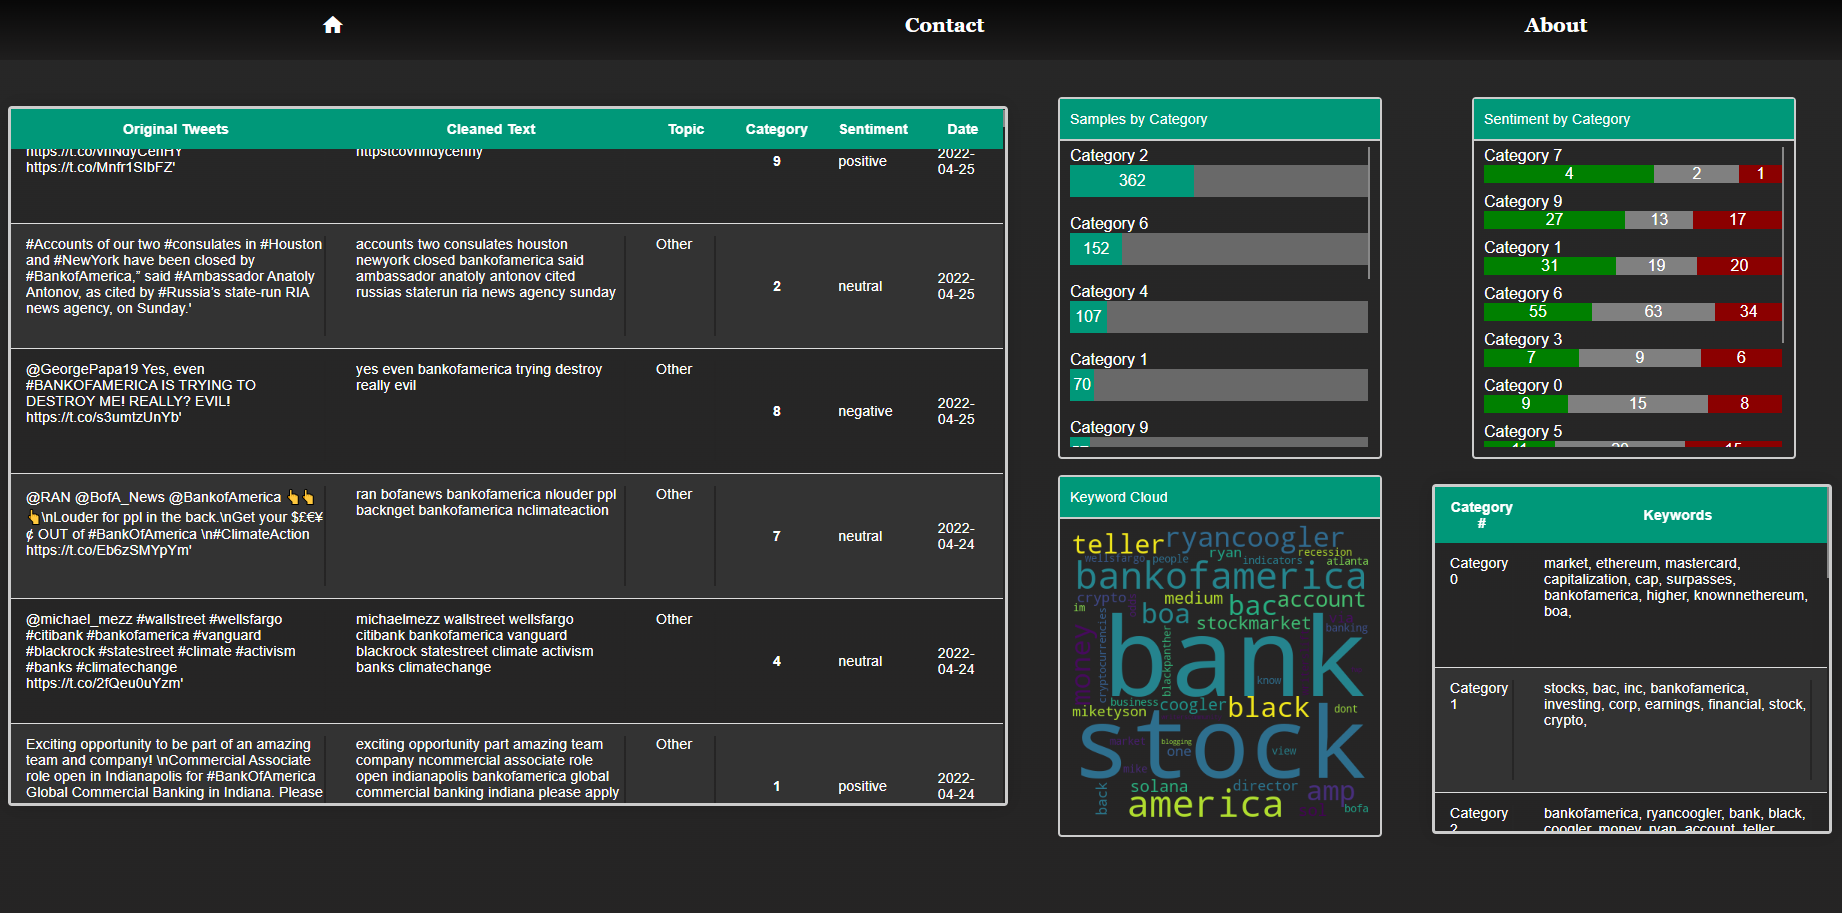 Contact
About
Original Tweets
Cleaned Text
Topic
Category
Sentiment
Date
https://t.co/Mnfr1SIbFZ'
9
positive
2022-
04-25
#Accounts of our two #consulates in #Houston
and #NewYork have been closed by
#BankofAmerica,” said #Ambassador Anatoly
Antonov, as cited by #Russia’s state-run RIA
news agency, on Sunday.'
accounts two consulates houston
newyork closed bankofamerica said
ambassador anatoly antonov cited
russias staterun ria news agency sunday
Other
2
neutral
2022-
04-25
@GeorgePapa19 Yes, even
#BANKOFAMERICA IS TRYING TO
DESTROY ME! REALLY? EVIL!
https://t.co/s3umtzUnYb'
yes even bankofamerica trying destroy
really evil
Other
8
negative
2022-
04-25
@RAN @BofA_News @BankofAmerica 👆👆
👆\nLouder for ppl in the back.\nGet your $£€¥
¢ OUT of #BankOfAmerica \n#ClimateAction
https://t.co/Eb6zSMYpYm'
ran bofanews bankofamerica nlouder ppl
backnget bankofamerica nclimateaction
Other
7
neutral
2022-
04-24
@michael_mezz #wallstreet #wellsfargo
#citibank #bankofamerica #vanguard
#blackrock #statestreet #climate #activism
#banks #climatechange
https://t.co/2fQeu0uYzm'
michaelmezz wallstreet wellsfargo
citibank bankofamerica vanguard
blackrock statestreet climate activism
banks climatechange
Other
4
neutral
2022-
04-24
Exciting opportunity to be part of an amazing
team and company! \nCommercial Associate
role open in Indianapolis for #BankOfAmerica
Global Commercial Banking in Indiana. Please
exciting opportunity part amazing team
company ncommercial associate role
open indianapolis bankofamerica global
commercial banking indiana please apply
Other
1
positive
2022-
04-24
Samples by Category
Category 2
362
Category 6
152
Category 4
107
Category 1
70
Category 9
Sentiment by Category
Category 7
4 2 1
Category 9
27 13 17
Category 1
31 19 20
Category 6
55 63 34
Category 3
7 9 6
Category 0
9 15 8
Category 5
Keyword Cloud
teller
ryancoogler
ryan
recession
wellsfargo
people
indicators
atlanta
bankofamerica
crypto
medium
bac
account
im
boa
stockmarket
banking
money
cryptocurrencies
blackpanther
bank
know
business
coogler
black
miketyson
dont
stock
market
blogging
one
view
mike
back
solana
director
amp
america
bofa
Category
#
Keywords
Category
0
market, ethereum, mastercard,
capitalization, cap, surpasses,
bankofamerica, higher, knownnethereum,
boa,
Category
1
stocks, bac, inc, bankofamerica,
investing, corp, earnings, financial, stock,
crypto,
Category
2
bankofamerica, ryancoogler, bank, black,
coogler, money, ryan, account, teller